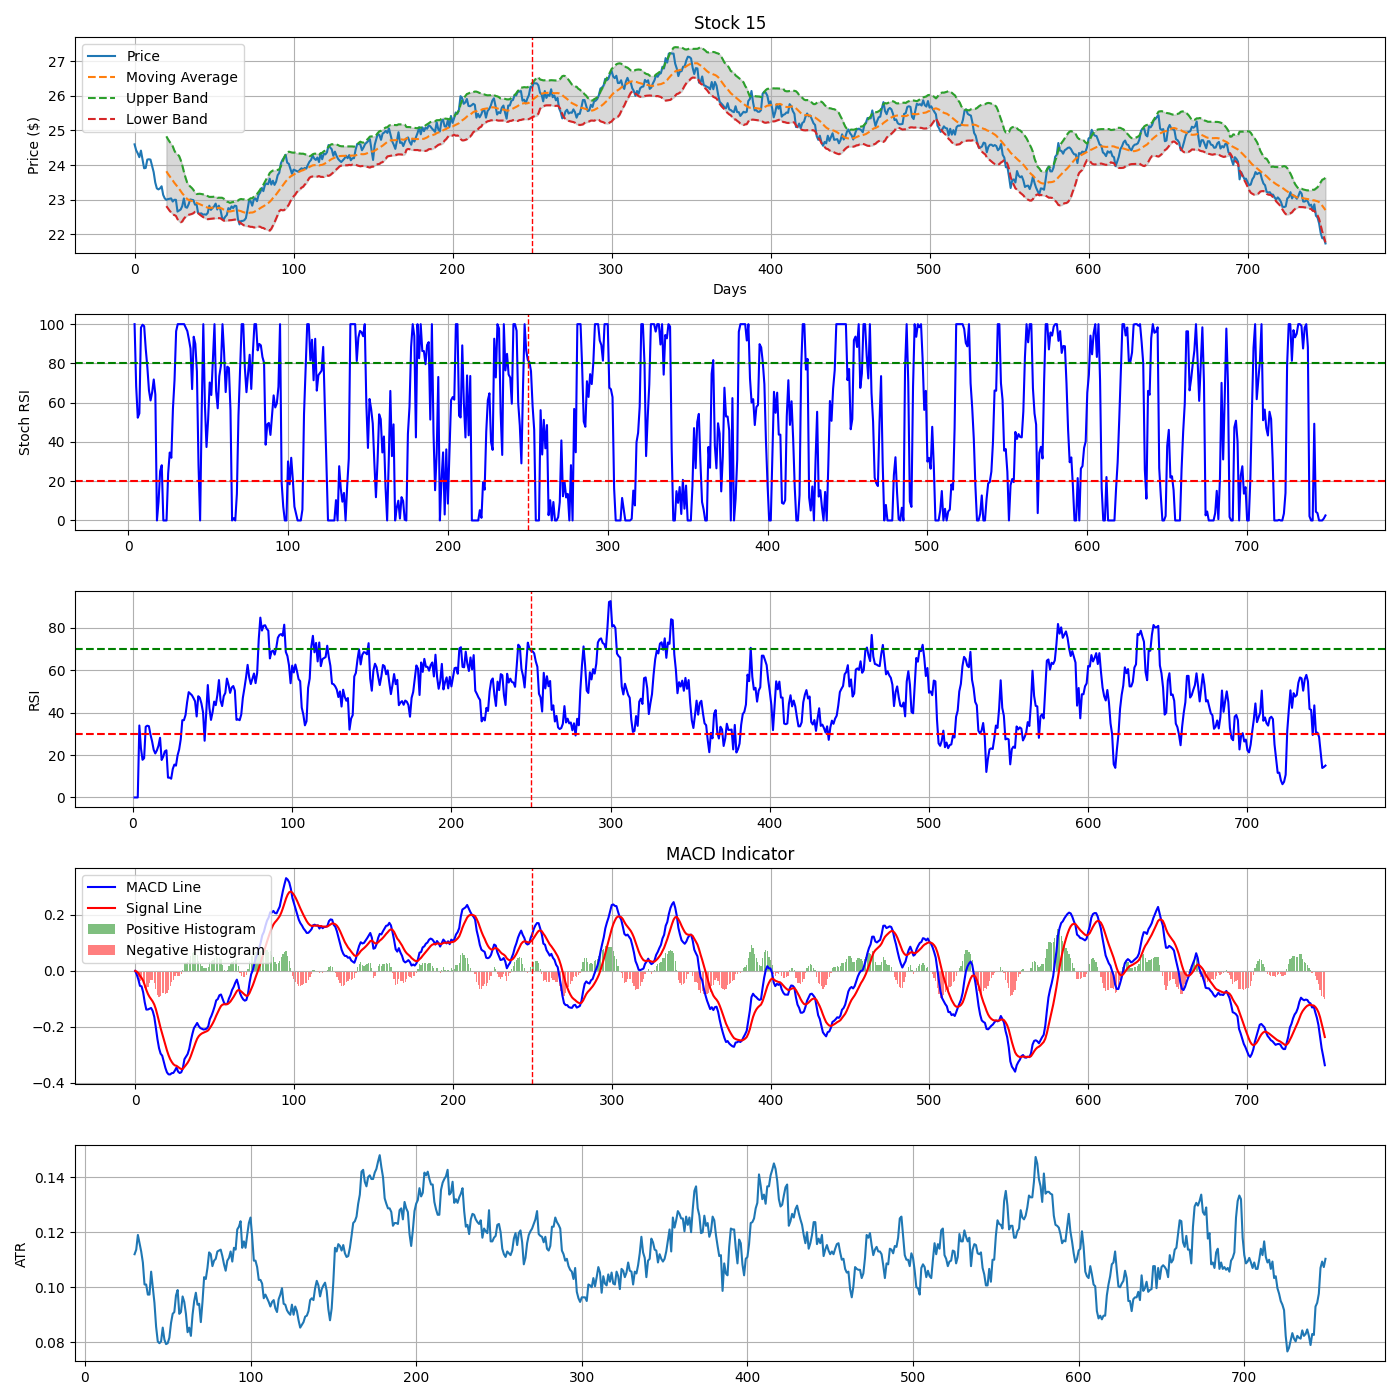 Stock 15
Price ($)
27
26
25
24
23
22
Price
Moving Average
Upper Band
Lower Band
0 100 200 300 400 500 600 700
Days
Stoch RSI
100
80
60
40
20
0
0 100 200 300 400 500 600 700
RSI
80
60
40
20
0
0 100 200 300 400 500 600 700
MACD Indicator
0.2
0.0
−0.2
−0.4
MACD Line
Signal Line
Positive Histogram
Negative Histogram
0 100 200 300 400 500 600 700
ATR
0.14
0.12
0.10
0.08
0 100 200 300 400 500 600 700